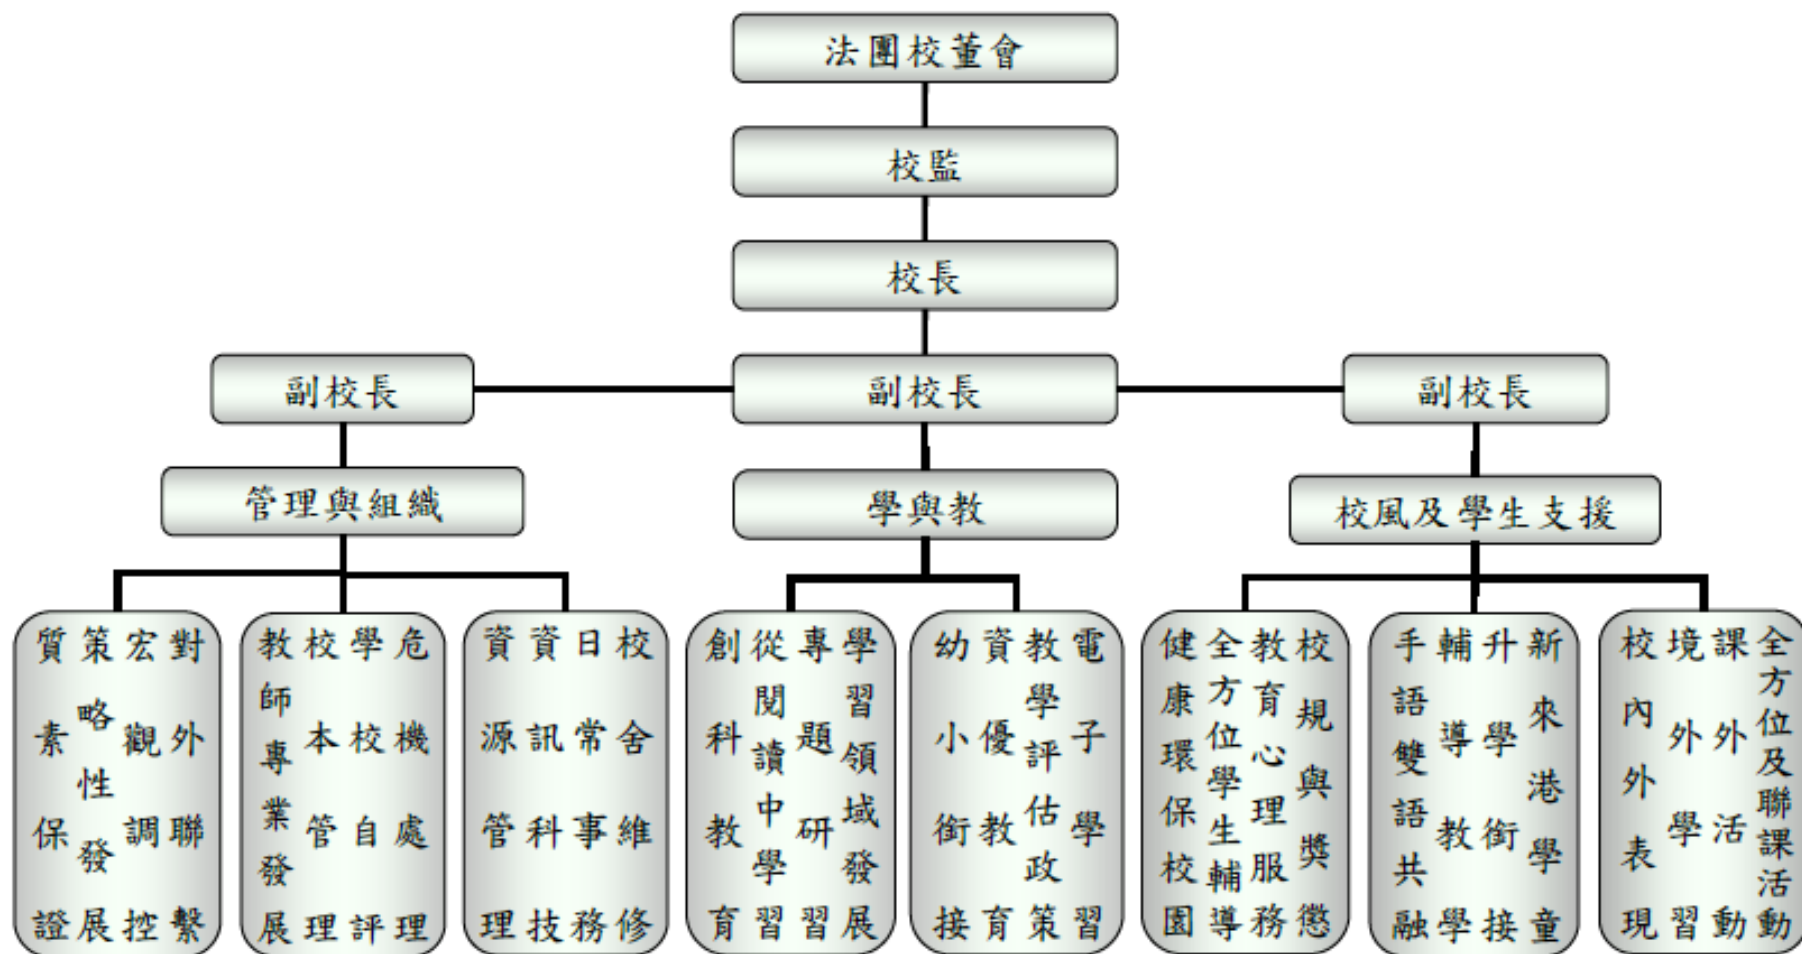 法團校董會
校監
校長
副校長
副校長
副校長
管理與組織
學與教
校風及學生支援
對外聯繫
宏觀調控
策略性發展
質素保證
危機處理
學校自評
校本管理
教師專業發展
校舍維修
日常事務
資訊科技
資源管理
學習領域發展
專題研習
從閱讀中學習
創科教育
電子學習
教學評估政策
資優教育
幼小銜接
校規與獎懲
教育心理服務
全方位學生輔導
健康環保校園
新來港學童
升學銜接
輔導教學
手語雙語共融
全方位及聯課活動
課外活動
境外學習
校內外表現